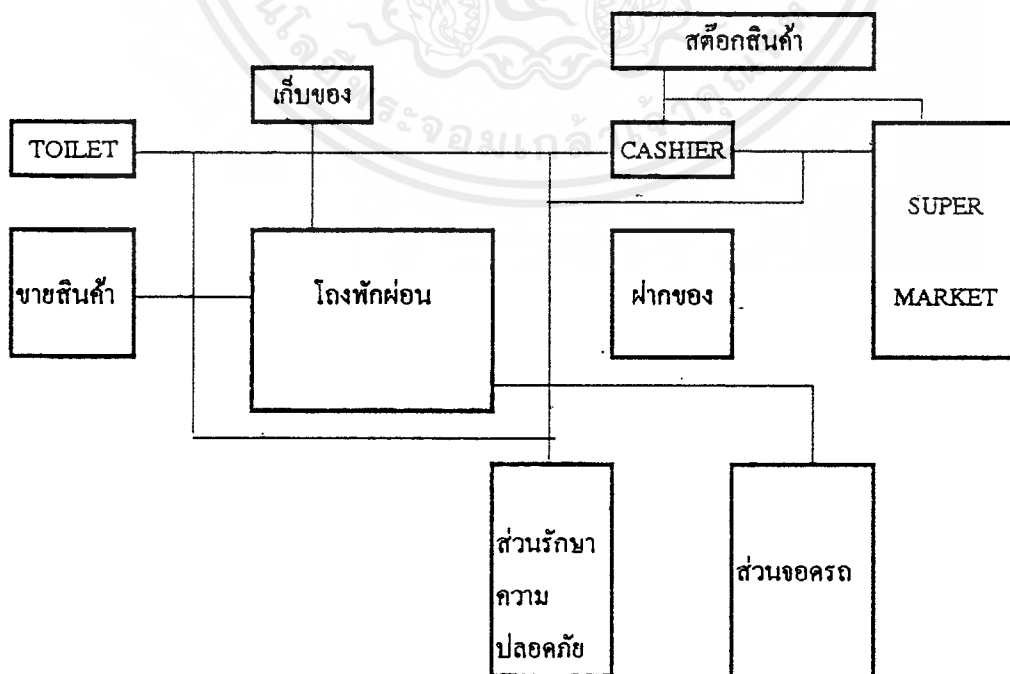 สต๊อกสินค้า
เก็บของ
TOILET
CASHIER
SUPER
MARKET
ขายสินค้า
โถงพักผ่อน
ฝากของ
ส่วนรักษา
ความ
ปลอดภัย
ส่วนจอดรถ